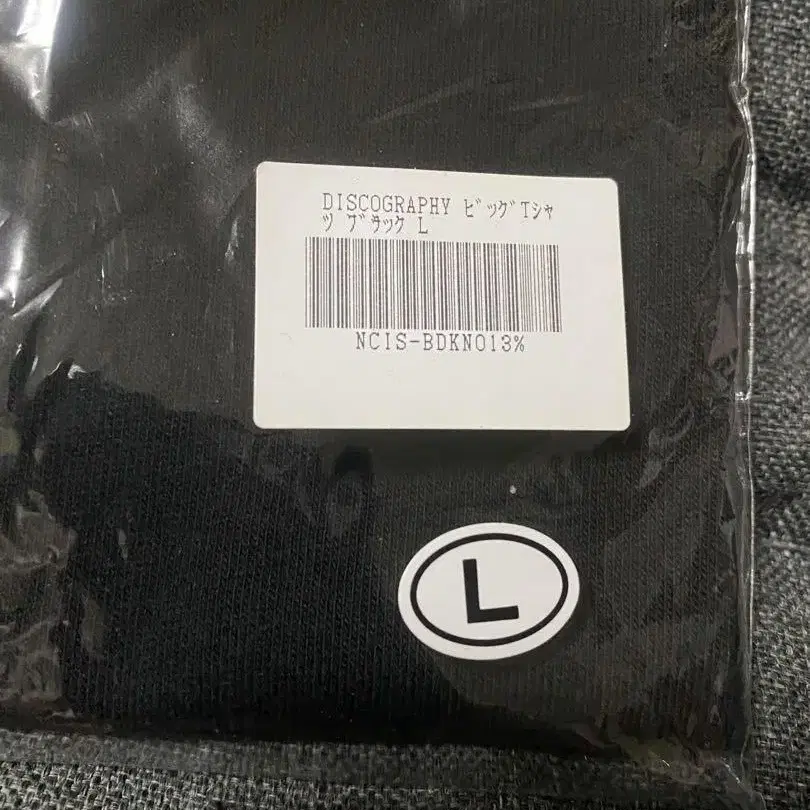 DISCOGRAPHY ﾋﾞｯｸﾞTｼｬ
ﾂ ﾌﾞﾗｯｸ L
NCIS-BDKN013%
L